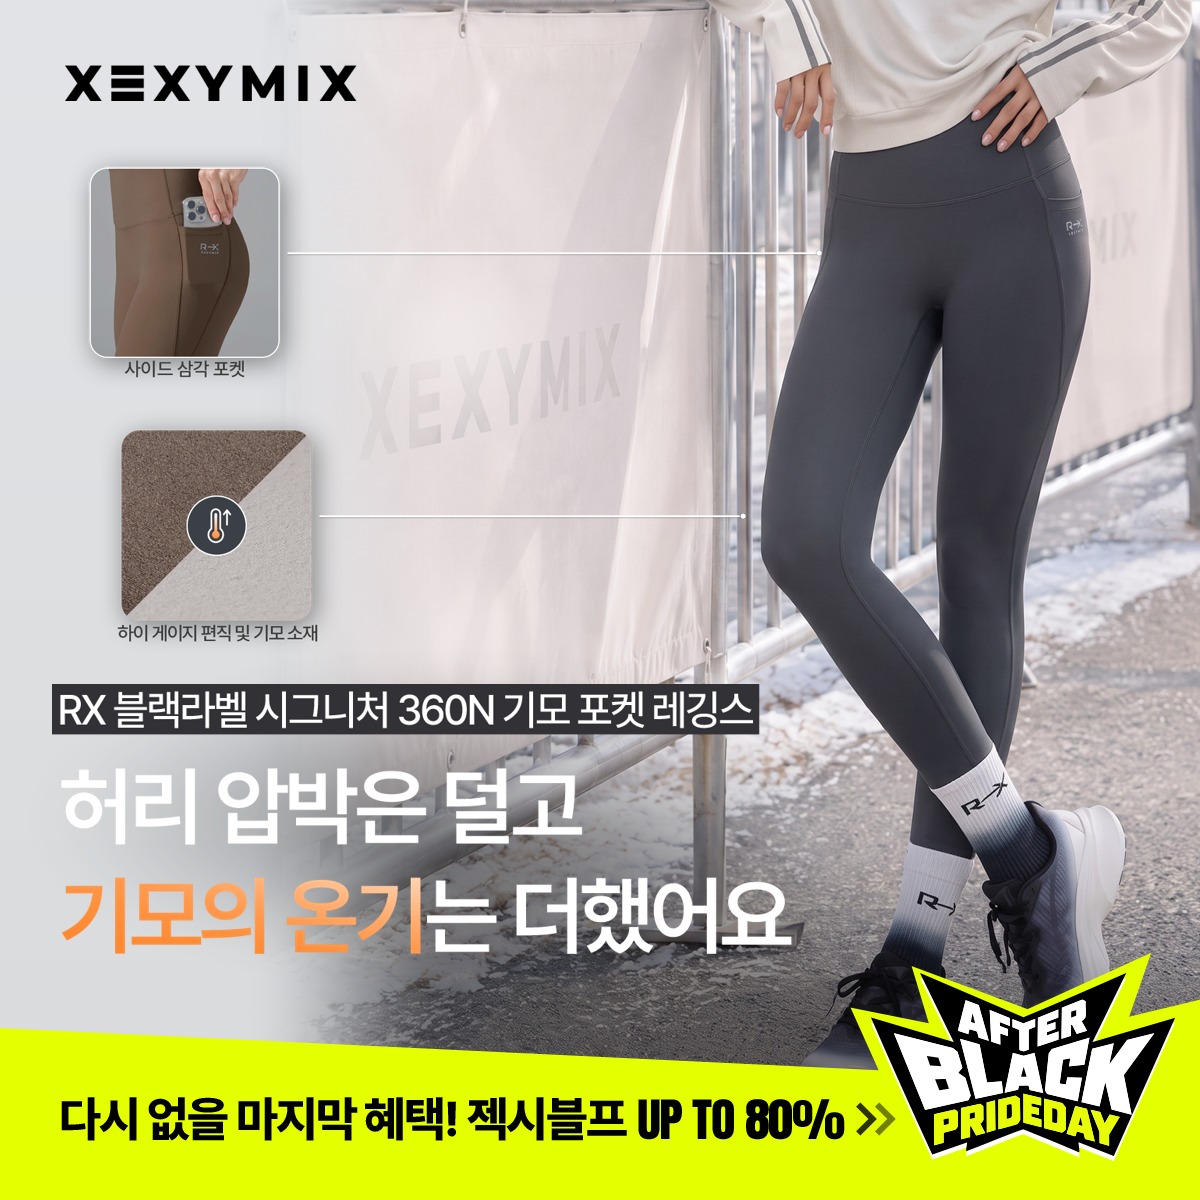 XEXYMIX
R-X
사이드 삼각 포켓
R-X
XEXYMIX
하이 게이지 편직 및 기모 소재
RX 블랙라벨 시그니처 360N 기모 포켓 레깅스
허리 압박은 덜고
기모의 온기는 더했어요
R-X
R-X
다시 없을 마지막 혜택! 젝시블프 UP TO 80% >>
AFTER
BLACK
PRIDEDAY